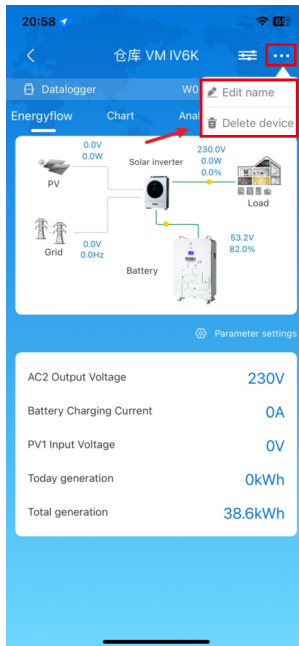 20:58
仓库 VM IV6K
Datalogger W0
Edit name
Delete device
Energyflow Chart Anal
0.0V
0.0W
PV
Solar inverter
230.0V
0.0W
0.0%
Load
Grid
0.0V
0.0Hz
Battery
53.2V
82.0%
Parameter settings
AC2 Output Voltage 230V
Battery Charging Current 0A
PV1 Input Voltage 0V
Today generation 0kWh
Total generation 38.6kWh